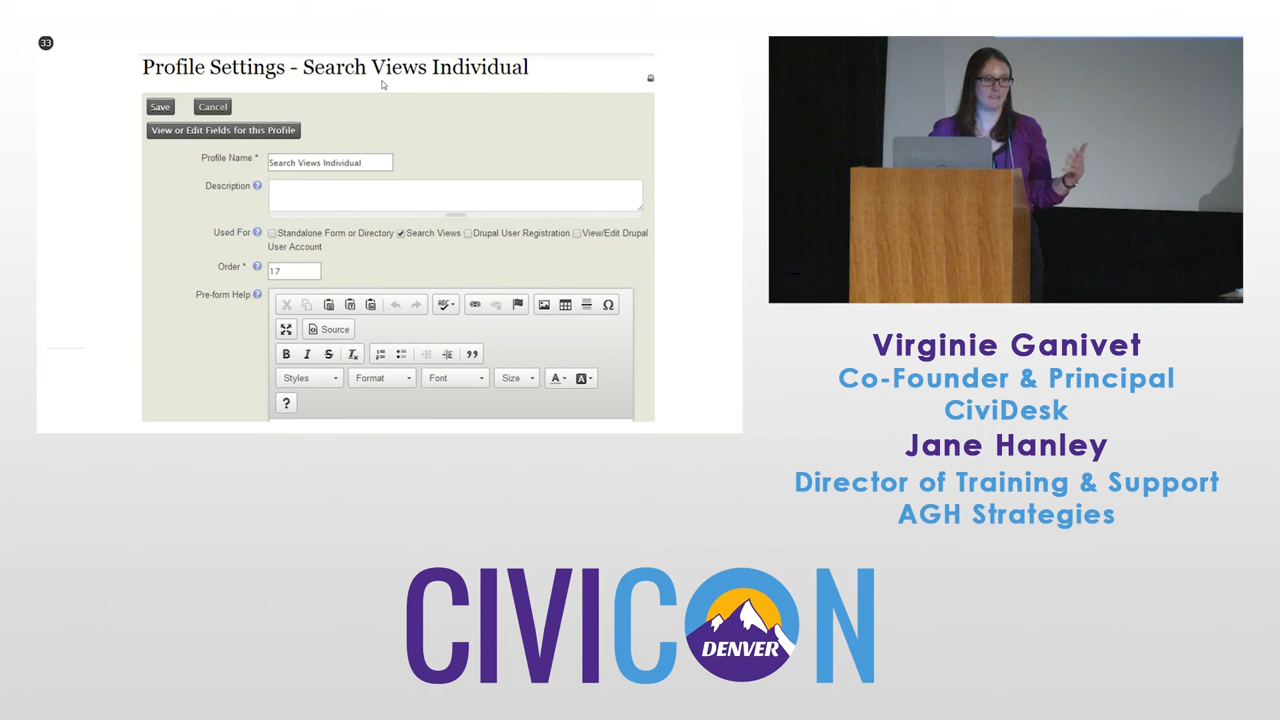 33
Profile Settings - Search Views Individual
Save Cancel
View or Edit Fields for this Profile
Profile Name * Search Views Individual
Description ?
Used For ? Standalone Form or Directory Search Views Drupal User Registration View/Edit Drupal
User Account
Order * ? 17
Pre-form Help ?
ABC Ω
Source
B I S Tx
Styles Format Font Size A A
?
Virginie Ganivet
Co-Founder & Principal
CiviDesk
Jane Hanley
Director of Training & Support
AGH Strategies
CIVICON
DENVER